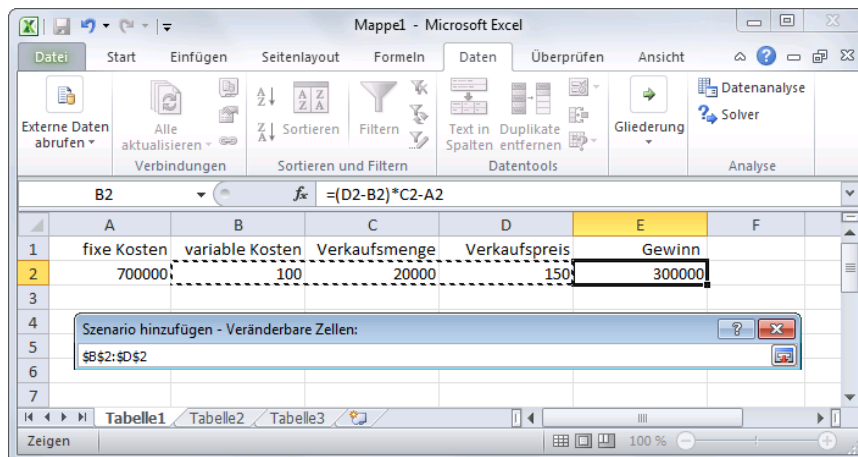 Mappe1 - Microsoft Excel
Datei Start Einfügen Seitenlayout Formeln Daten Überprüfen Ansicht
Externe Daten abrufen
Alle aktualisieren
Verbindungen
A Z
Z A
A Z Z A
Sortieren
Filtern
Sortieren und Filtern
Text in Spalten
Duplikate entfernen
Datentools
Gliederung
Datenanalyse
Solver
Analyse
B2 fx =(D2-B2)*C2-A2
A B C D E F
1 fixe Kosten variable Kosten Verkaufsmenge Verkaufspreis Gewinn
2 700000 100 20000 150 300000
3
4
Szenario hinzufügen - Veränderbare Zellen:
5
$B$2:$D$2
6
7
Tabelle1 Tabelle2 Tabelle3
Zeigen 100 %